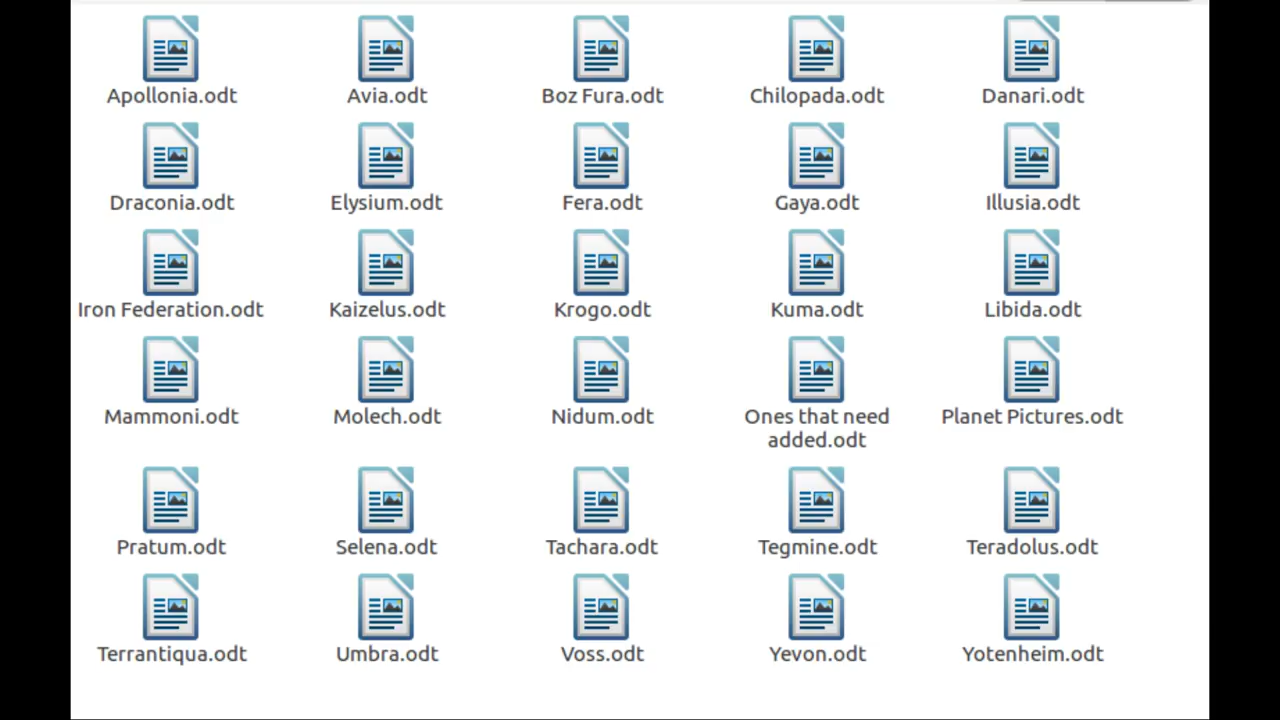 Apollonia.odt
Avia.odt
Boz Fura.odt
Chilopada.odt
Danari.odt
Draconia.odt
Elysium.odt
Fera.odt
Gaya.odt
Illusia.odt
Iron Federation.odt
Kaizelus.odt
Krogo.odt
Kuma.odt
Libida.odt
Mammoni.odt
Molech.odt
Nidum.odt
Ones that need
added.odt
Planet Pictures.odt
Pratum.odt
Selena.odt
Tachara.odt
Tegmine.odt
Teradolus.odt
Terrantiqua.odt
Umbra.odt
Voss.odt
Yevon.odt
Yotenheim.odt